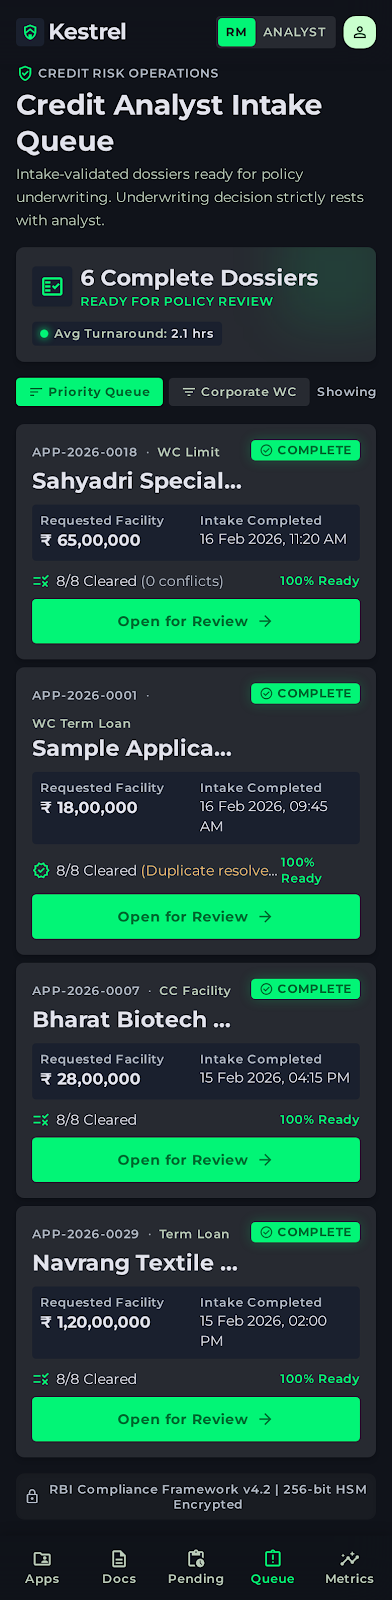 Kestrel
RM ANALYST
CREDIT RISK OPERATIONS
Credit Analyst Intake
Queue
Intake-validated dossiers ready for policy
underwriting. Underwriting decision strictly rests
with analyst.
6 Complete Dossiers
READY FOR POLICY REVIEW
Avg Turnaround: 2.1 hrs
Priority Queue Corporate WC Showing
APP-2026-0018 · WC Limit COMPLETE
Sahyadri Special...
Requested Facility Intake Completed
₹ 65,00,000 16 Feb 2026, 11:20 AM
8/8 Cleared (0 conflicts) 100% Ready
Open for Review →
APP-2026-0001 · COMPLETE
WC Term Loan
Sample Applica...
Requested Facility Intake Completed
₹ 18,00,000 16 Feb 2026, 09:45
AM
8/8 Cleared (Duplicate resolve... 100%
Ready
Open for Review →
APP-2026-0007 · CC Facility COMPLETE
Bharat Biotech ...
Requested Facility Intake Completed
₹ 28,00,000 15 Feb 2026, 04:15 PM
8/8 Cleared 100% Ready
Open for Review →
APP-2026-0029 · Term Loan COMPLETE
Navrang Textile ...
Requested Facility Intake Completed
₹ 1,20,00,000 15 Feb 2026, 02:00
PM
8/8 Cleared 100% Ready
Open for Review →
RBI Compliance Framework v4.2 | 256-bit HSM
Encrypted
Apps Docs Pending Queue Metrics